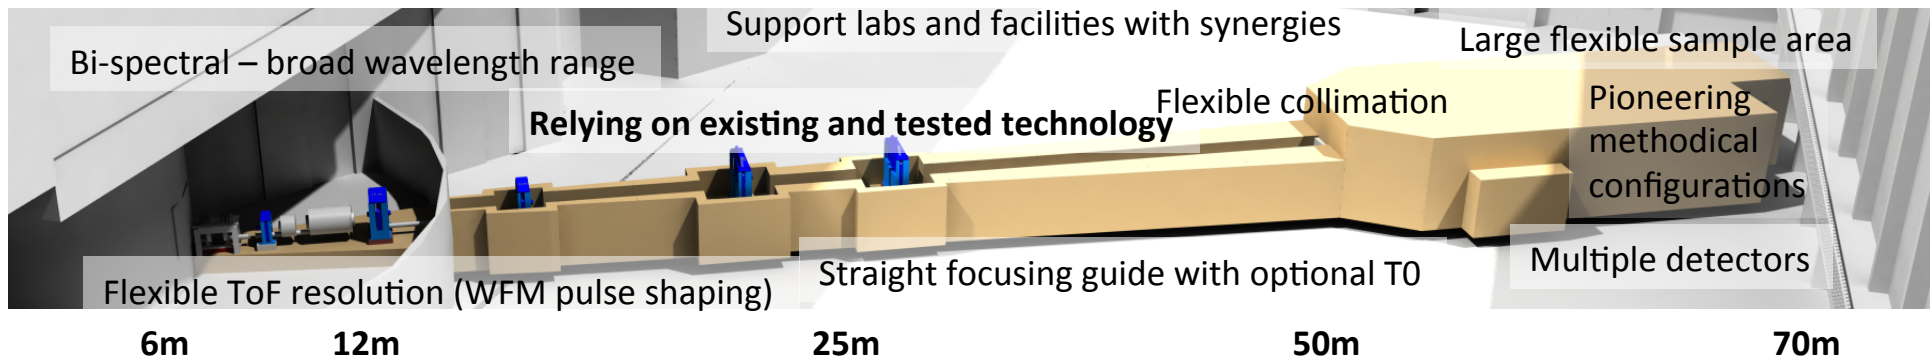 Support labs and facilities with synergies
Bi-spectral – broad wavelength range
Large flexible sample area
Relying on existing and tested technology
Flexible collimation
Pioneering
methodical
configurations
Flexible ToF resolution (WFM pulse shaping)
Straight focusing guide with optional T0
Multiple detectors
6m
12m
25m
50m
70m